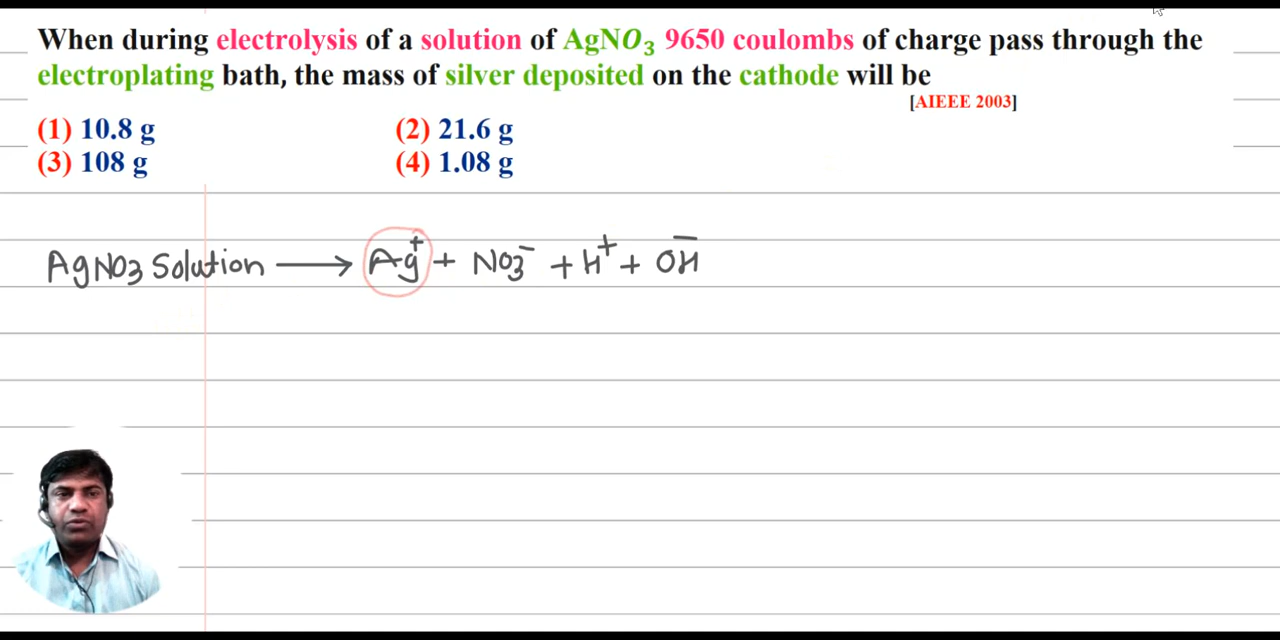 When during electrolysis of a solution of AgNO₃ 9650 coulombs of charge pass through the
electroplating bath, the mass of silver deposited on the cathode will be
[AIEEE 2003]
(1) 10.8 g (2) 21.6 g
(3) 108 g (4) 1.08 g
AgNO3 Solution ⟶ Ag⁺ + NO3⁻ + H⁺ + OH⁻